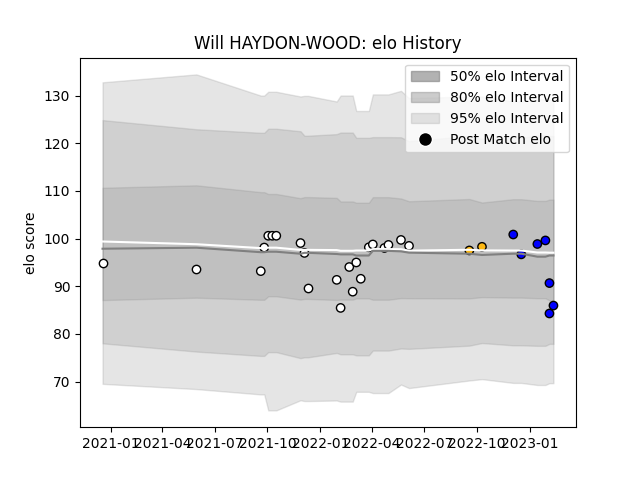 Will HAYDON-WOOD: elo History
50% elo Interval
80% elo Interval
95% elo Interval
Post Match elo
elo score
130
120
110
100
90
80
70
2021-01 2021-04 2021-07 2021-10 2022-01 2022-04 2022-07 2022-10 2023-01